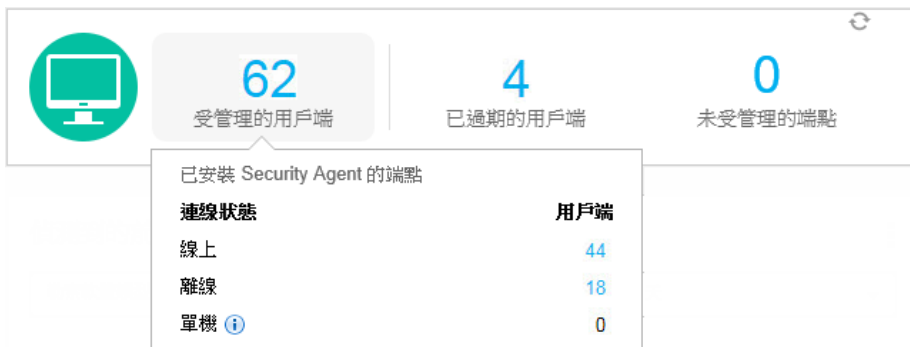 62
受管理的用戶端
4
已過期的用戶端
0
未受管理的端點
已安裝 Security Agent 的端點
連線狀態 用戶端
線上 44
離線 18
單機 0